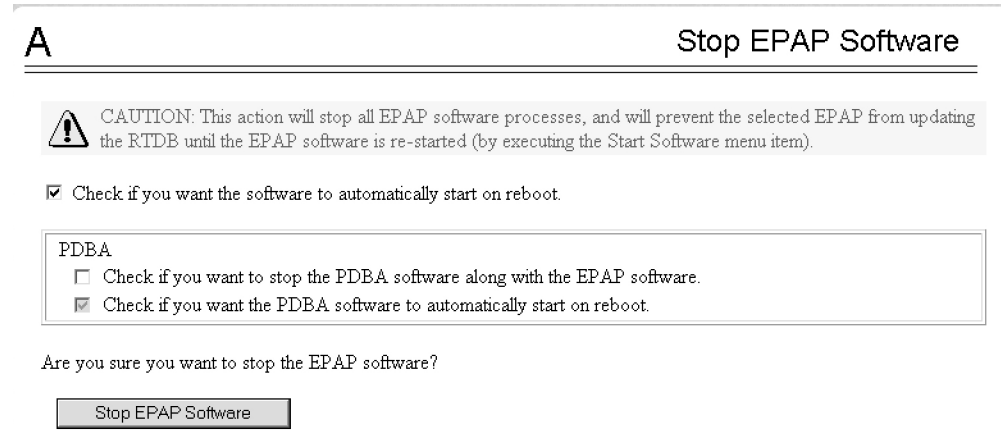 A
Stop EPAP Software
CAUTION: This action will stop all EPAP software processes, and will prevent the selected EPAP from updating
the RTDB until the EPAP software is re-started (by executing the Start Software menu item).
Check if you want the software to automatically start on reboot.
PDBA
Check if you want to stop the PDBA software along with the EPAP software.
Check if you want the PDBA software to automatically start on reboot.
Are you sure you want to stop the EPAP software?
Stop EPAP Software